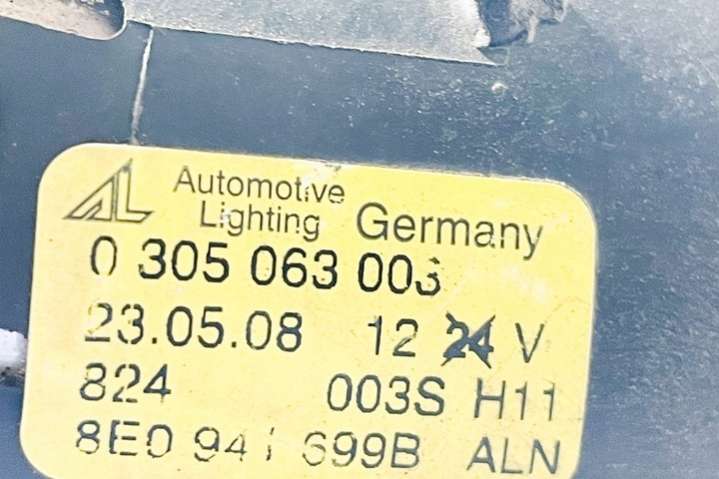 AL Automotive
Lighting Germany
0 305 063 003
23.05.08 12 24 V
824 003S H11
8E0 941 699B ALN